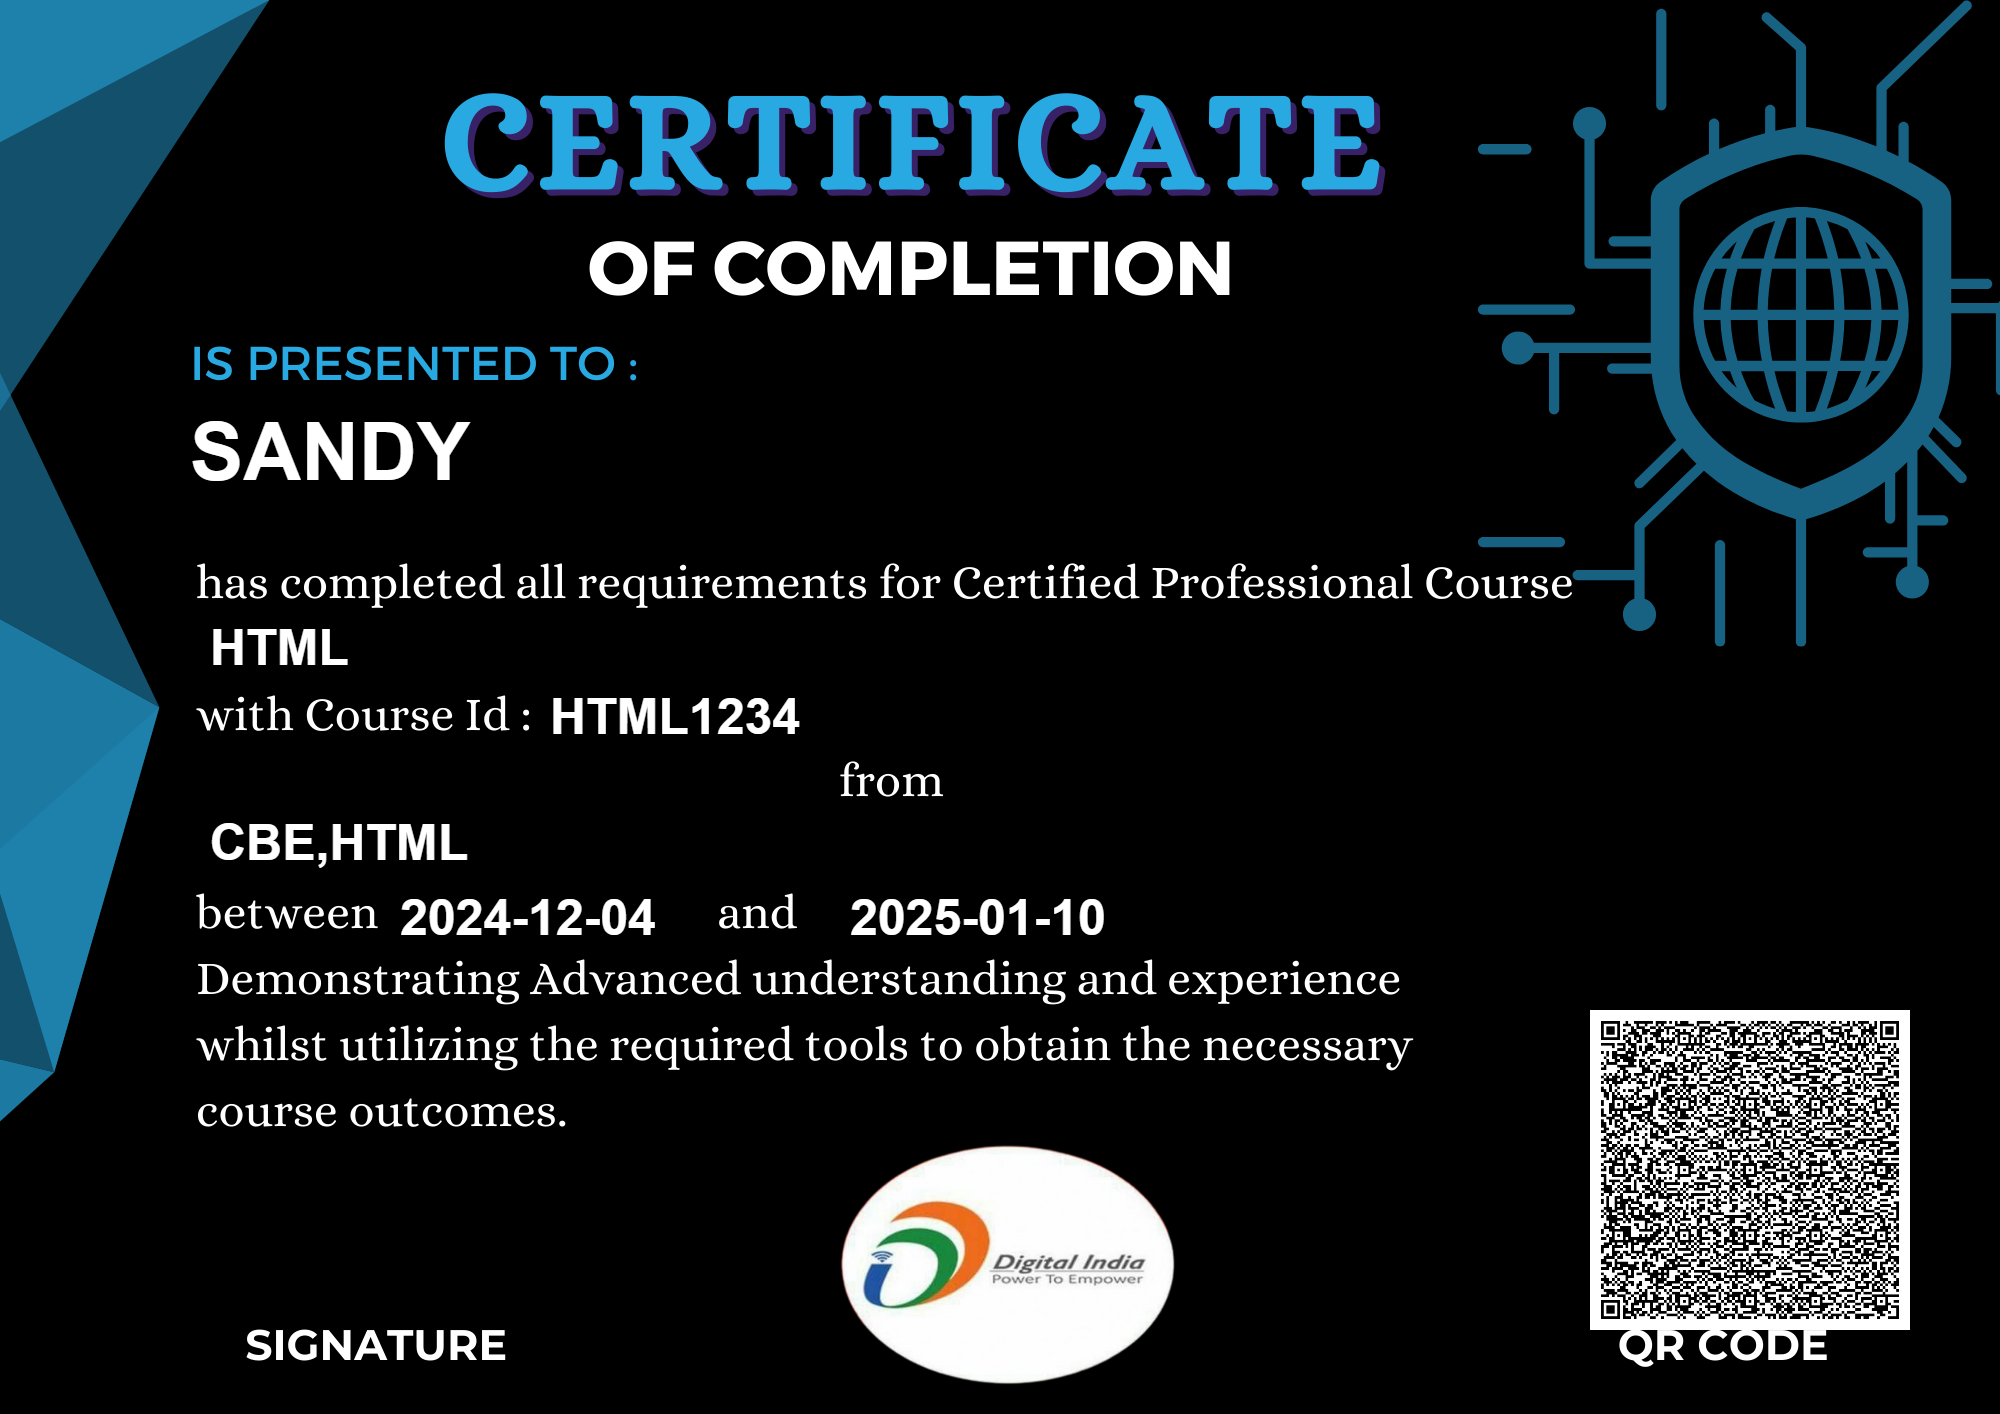 CERTIFICATE
OF COMPLETION
IS PRESENTED TO :
SANDY
has completed all requirements for Certified Professional Course
HTML
with Course Id : HTML1234
from
CBE,HTML
between 2024-12-04 and 2025-01-10
Demonstrating Advanced understanding and experience
whilst utilizing the required tools to obtain the necessary
course outcomes.
Digital India
Power To Empower
SIGNATURE
QR CODE